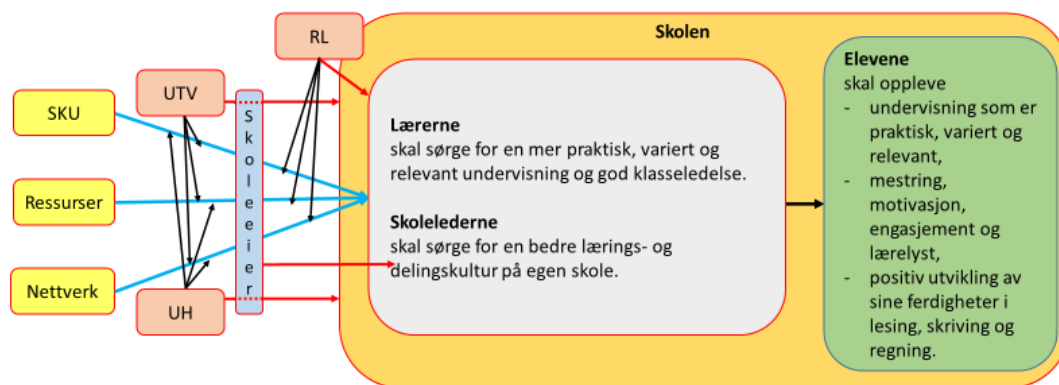 RL
Skolen
UTV
SKU
Ressurser
Nettverk
UH
Skoleeier
Lærerne
skal sørge for en mer praktisk, variert og
relevant undervisning og god klasseledelse.
Skolelederne
skal sørge for en bedre lærings- og
delingskultur på egen skole.
Elevene
skal oppleve
- undervisning som er
praktisk, variert og
relevant,
- mestring,
motivasjon,
engasjement og
lærelyst,
- positiv utvikling av
sine ferdigheter i
lesing, skriving og
regning.